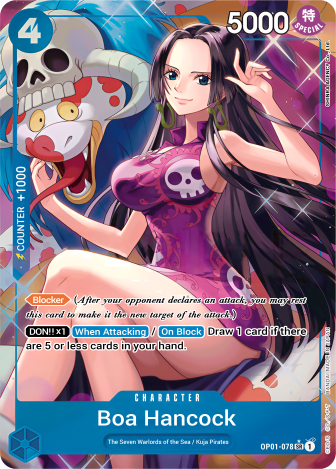 4
5000
特
SPECIAL
COUNTER +1000
Blocker (After your opponent declares an attack, you may rest
this card to make it the new target of the attack.)
DON!! ×1 When Attacking / On Block Draw 1 card if there
are 5 or less cards in your hand.
CHARACTER
Boa Hancock
The Seven Warlords of the Sea / Kuja Pirates
OP01-078 SR 1